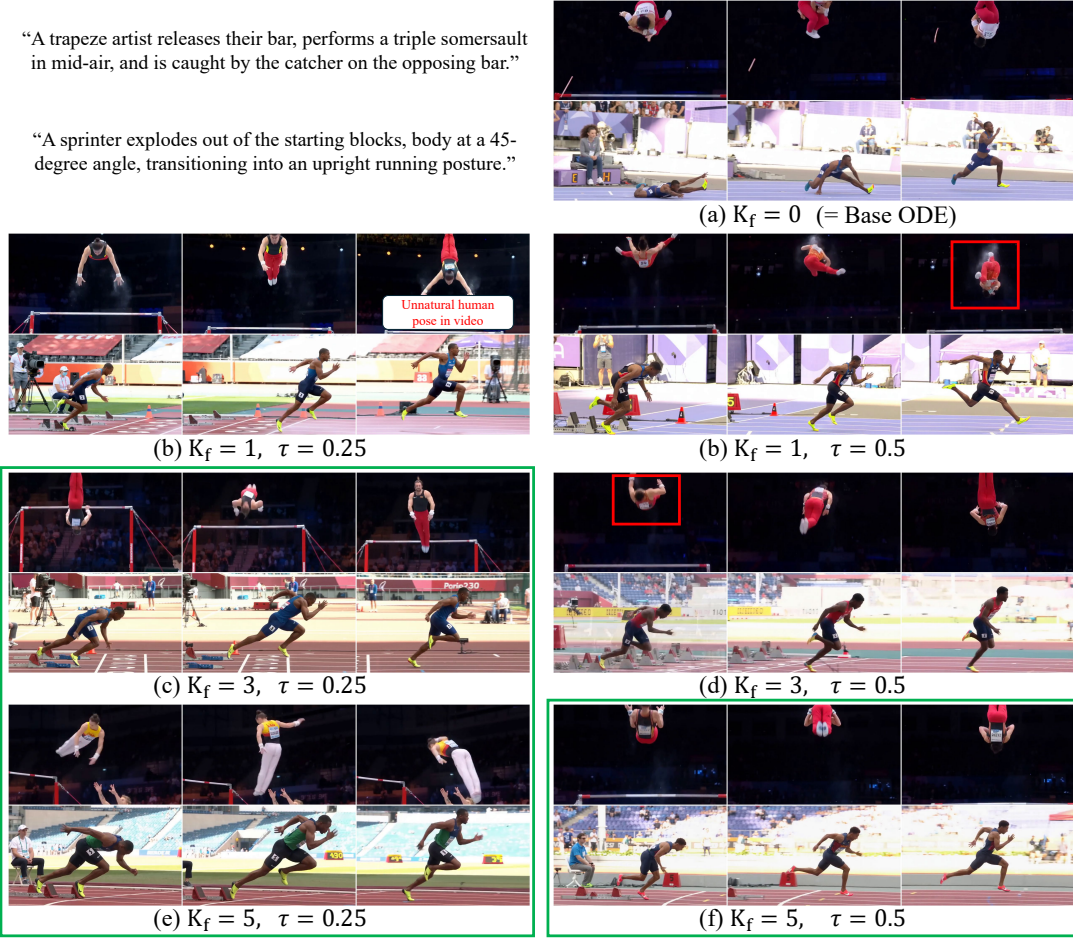 “A trapeze artist releases their bar, performs a triple somersault
in mid-air, and is caught by the catcher on the opposing bar.”
“A sprinter explodes out of the starting blocks, body at a 45-
degree angle, transitioning into an upright running posture.”
(a) K_f = 0 (= Base ODE)
Unnatural human
pose in video
(b) K_f = 1, τ = 0.25
(b) K_f = 1, τ = 0.5
(c) K_f = 3, τ = 0.25
(d) K_f = 3, τ = 0.5
(e) K_f = 5, τ = 0.25
(f) K_f = 5, τ = 0.5